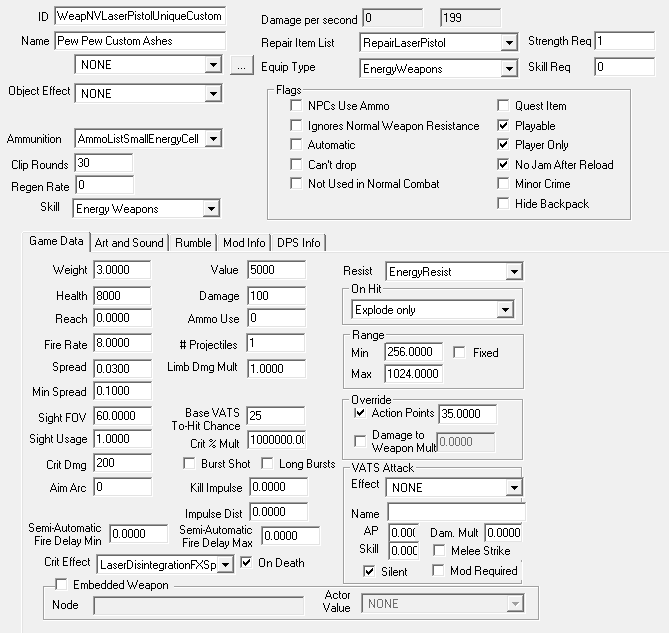 ID WeapNVLaserPistolUniqueCustom Damage per second 0 199
Name Pew Pew Custom Ashes Repair Item List RepairLaserPistol Strength Req 1
NONE ... Equip Type EnergyWeapons Skill Req 0
Object Effect NONE
Flags
NPCs Use Ammo Quest Item
Ammunition AmmoListSmallEnergyCell Ignores Normal Weapon Resistance Playable
Automatic Player Only
Clip Rounds 30 Can't drop No Jam After Reload
Regen Rate 0 Not Used in Normal Combat Minor Crime
Skill Energy Weapons Hide Backpack
Game Data Art and Sound Rumble Mod Info DPS Info
Weight 3.0000 Value 5000 Resist EnergyResist
Health 8000 Damage 100 On Hit
Reach 0.0000 Ammo Use 0 Explode only
Fire Rate 8.0000 # Projectiles 1 Range
Min 256.0000 Fixed
Spread 0.0300 Limb Dmg Mult 1.0000 Max 1024.0000
Min Spread 0.1000
Override
Sight FOV 60.0000 Base VATS To-Hit Chance 25 Action Points 35.0000
Sight Usage 1.0000 Crit % Mult 1000000.00 Damage to Weapon Mult 0.0000
Crit Dmg 200 Burst Shot Long Bursts VATS Attack
Aim Arc 0 Kill Impulse 0.0000 Effect NONE
Impulse Dist 0.0000 Name
Semi-Automatic Fire Delay Min 0.0000 Semi-Automatic Fire Delay Max 0.0000 AP 0.00( Dam. Mult 0.0000
Skill 0.00( Melee Strike
Crit Effect LaserDisintegrationFXSp On Death Silent Mod Required
Embedded Weapon
Node Actor Value NONE